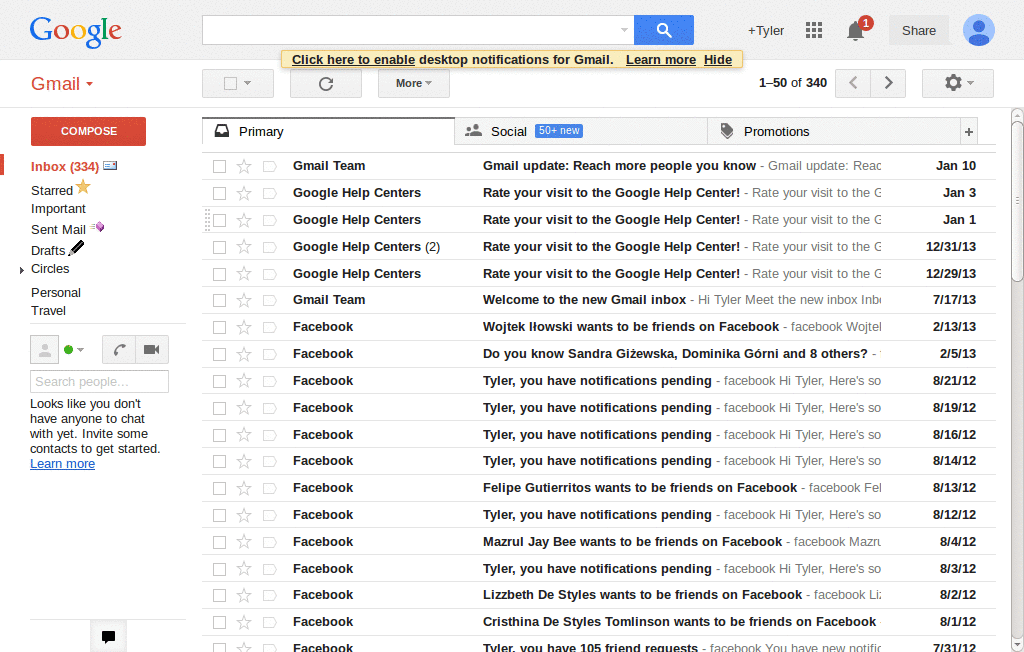 Google
+Tyler
1
Share
Click here to enable desktop notifications for Gmail. Learn more Hide
Gmail
More
1–50 of 340
COMPOSE
Inbox (334)
Starred
Important
Sent Mail
Drafts
Circles
Personal
Travel
Search people...
Looks like you don't
have anyone to chat
with yet. Invite some
contacts to get started.
Learn more
Primary
Social 50+ new
Promotions
+
Gmail Team Gmail update: Reach more people you know - Gmail update: Reac Jan 10
Google Help Centers Rate your visit to the Google Help Center! - Rate your visit to the G Jan 3
Google Help Centers Rate your visit to the Google Help Center! - Rate your visit to the G Jan 1
Google Help Centers (2) Rate your visit to the Google Help Center! - Rate your visit to the G 12/31/13
Google Help Centers Rate your visit to the Google Help Center! - Rate your visit to the G 12/29/13
Gmail Team Welcome to the new Gmail inbox - Hi Tyler Meet the new inbox Inb 7/17/13
Facebook Wojtek Iłowski wants to be friends on Facebook - facebook Wojtek 2/13/13
Facebook Do you know Sandra Giżewska, Dominika Górni and 8 others? - 2/5/13
Facebook Tyler, you have notifications pending - facebook Hi Tyler, Here's so 8/21/12
Facebook Tyler, you have notifications pending - facebook Hi Tyler, Here's so 8/19/12
Facebook Tyler, you have notifications pending - facebook Hi Tyler, Here's so 8/16/12
Facebook Tyler, you have notifications pending - facebook Hi Tyler, Here's so 8/14/12
Facebook Felipe Gutierritos wants to be friends on Facebook - facebook Fel 8/13/12
Facebook Tyler, you have notifications pending - facebook Hi Tyler, Here's so 8/12/12
Facebook Mazrul Jay Bee wants to be friends on Facebook - facebook Mazru 8/4/12
Facebook Tyler, you have notifications pending - facebook Hi Tyler, Here's so 8/3/12
Facebook Lizzbeth De Styles wants to be friends on Facebook - facebook Liz 8/2/12
Facebook Cristhina De Styles Tomlinson wants to be friends on Facebook 8/1/12
Facebook Tyler, you have 105 friend requests - facebook You have new notific 7/31/12